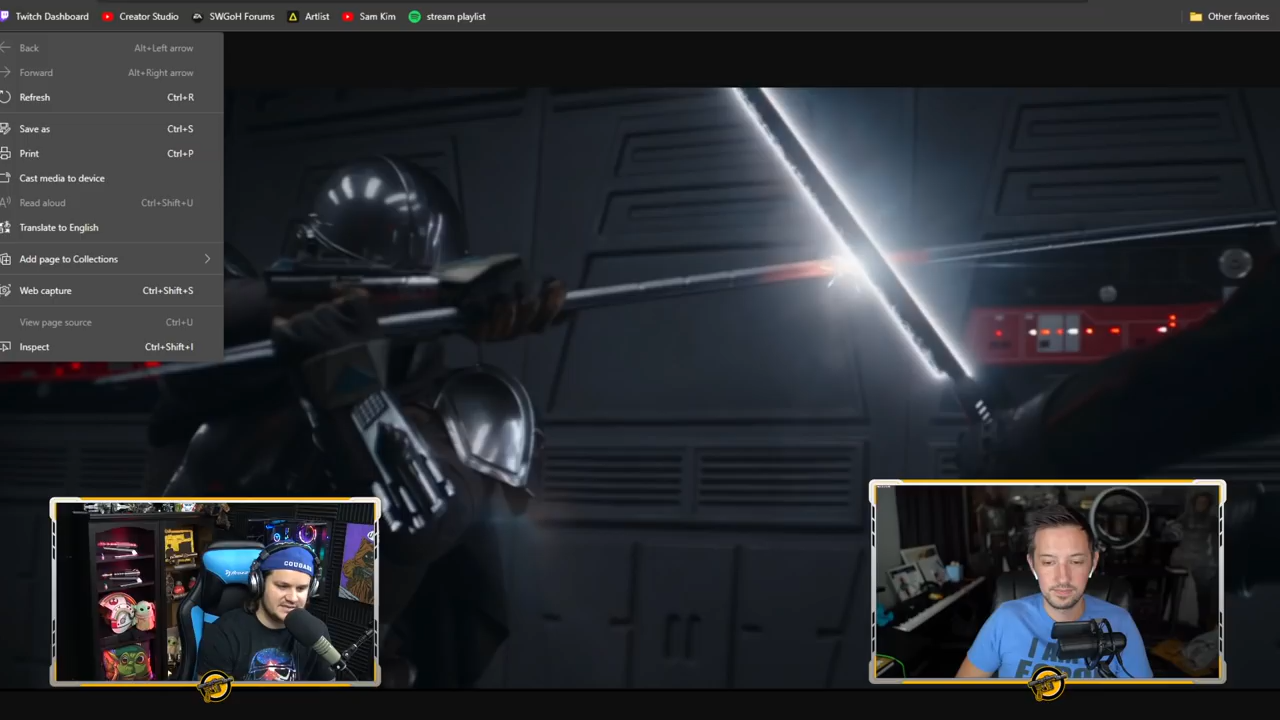 Twitch Dashboard Creator Studio SWGoH Forums Artlist Sam Kim stream playlist Other favorites
Back Alt+Left arrow
Forward Alt+Right arrow
Refresh Ctrl+R
Save as Ctrl+S
Print Ctrl+P
Cast media to device
Read aloud Ctrl+Shift+U
Translate to English
Add page to Collections
Web capture Ctrl+Shift+S
View page source Ctrl+U
Inspect Ctrl+Shift+I
COUGARS
I AM